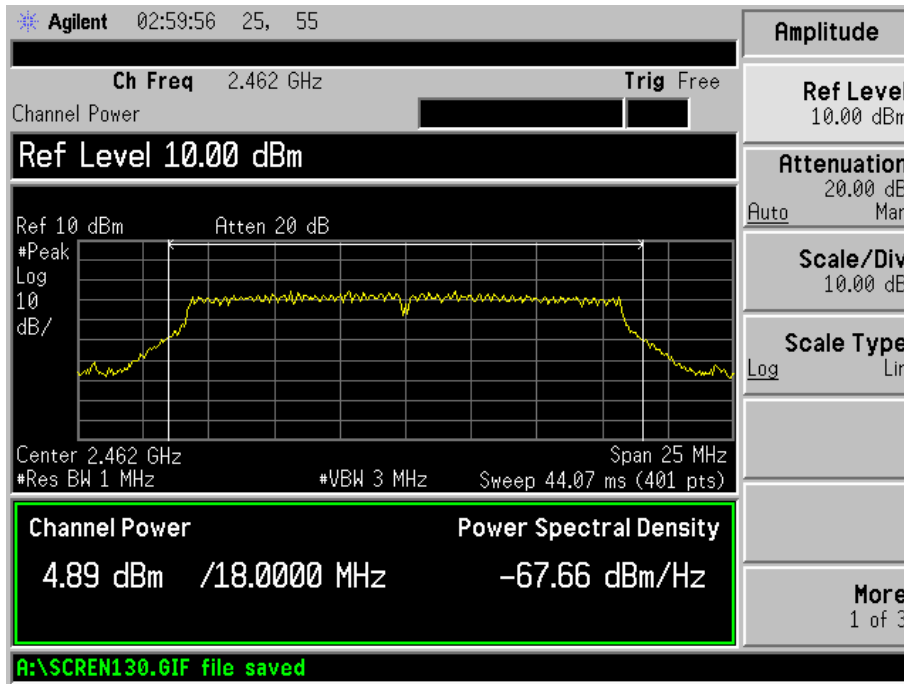 Agilent 02:59:56 25, 55
Ch Freq 2.462 GHz Trig Free
Channel Power
Ref Level 10.00 dBm
Ref 10 dBm Atten 20 dB
#Peak
Log
10
dB/
Center 2.462 GHz Span 25 MHz
#Res BW 1 MHz #VBW 3 MHz Sweep 44.07 ms (401 pts)
Channel Power Power Spectral Density
4.89 dBm /18.0000 MHz -67.66 dBm/Hz
A:\SCREN130.GIF file saved
Amplitude
Ref Level
10.00 dBm
Attenuation
20.00 dB
Auto Man
Scale/Div
10.00 dB
Scale Type
Log Lin
More
1 of 3